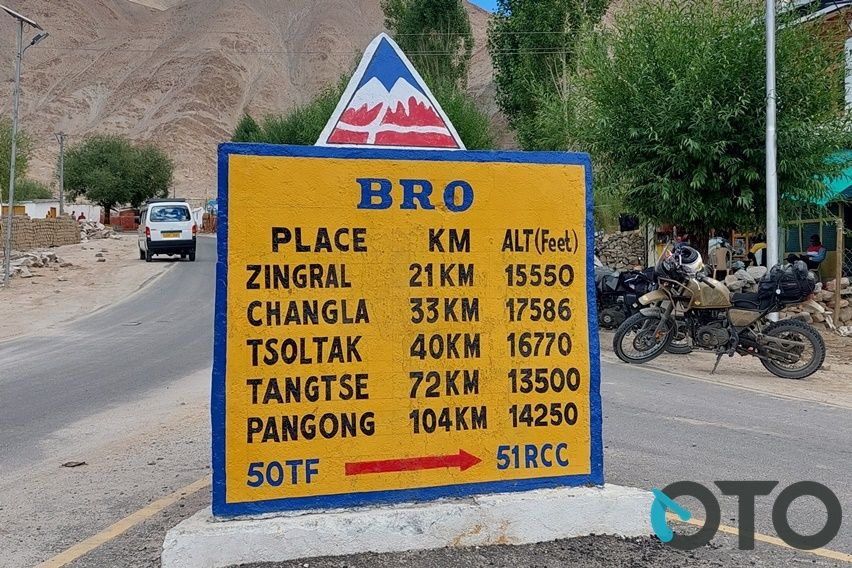 BRO
PLACE KM ALT(Feet)
ZINGRAL 21KM 15550
CHANGLA 33KM 17586
TSOLTAK 40KM 16770
TANGTSE 72KM 13500
PANGONG 104KM 14250
50TF 51RCC
OTO